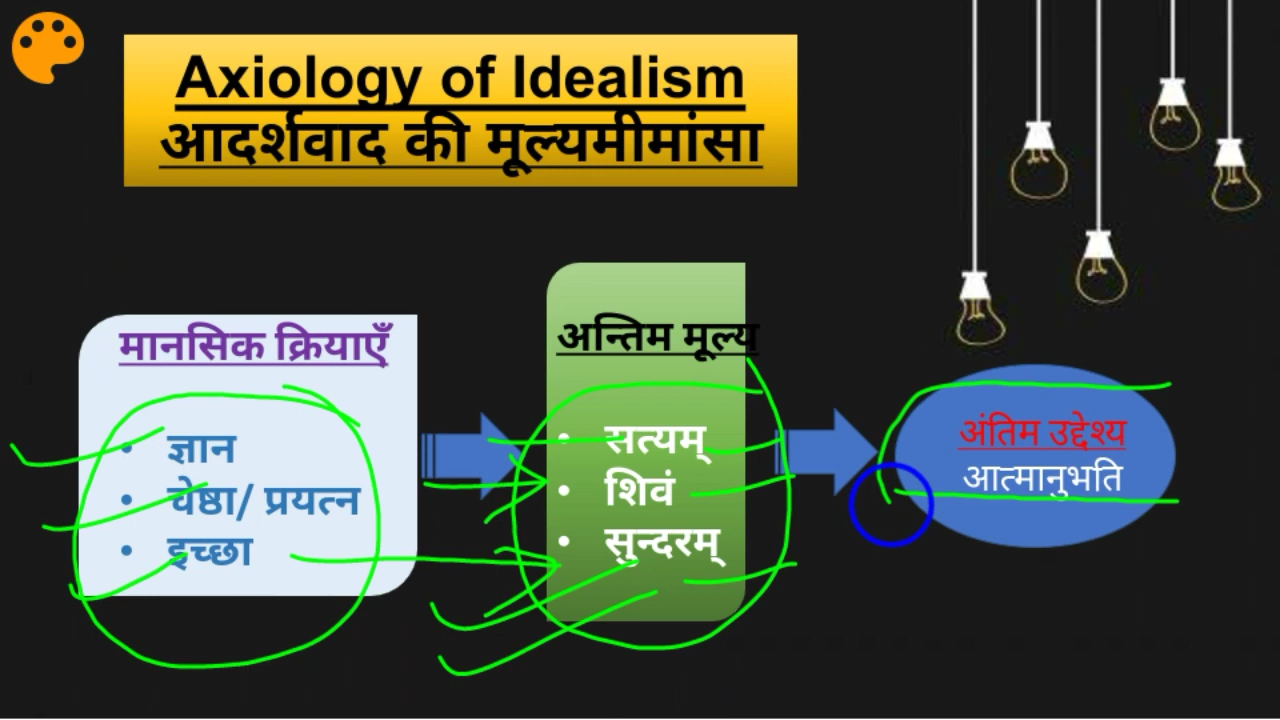 Axiology of Idealism
आदर्शवाद की मूल्यमीमांसा
मानसिक क्रियाएँ
• ज्ञान
• चेष्ठा/ प्रयत्न
• इच्छा
अन्तिम मूल्य
• सत्यम्
• शिवं
• सुन्दरम्
अंतिम उद्देश्य
आत्मानुभति